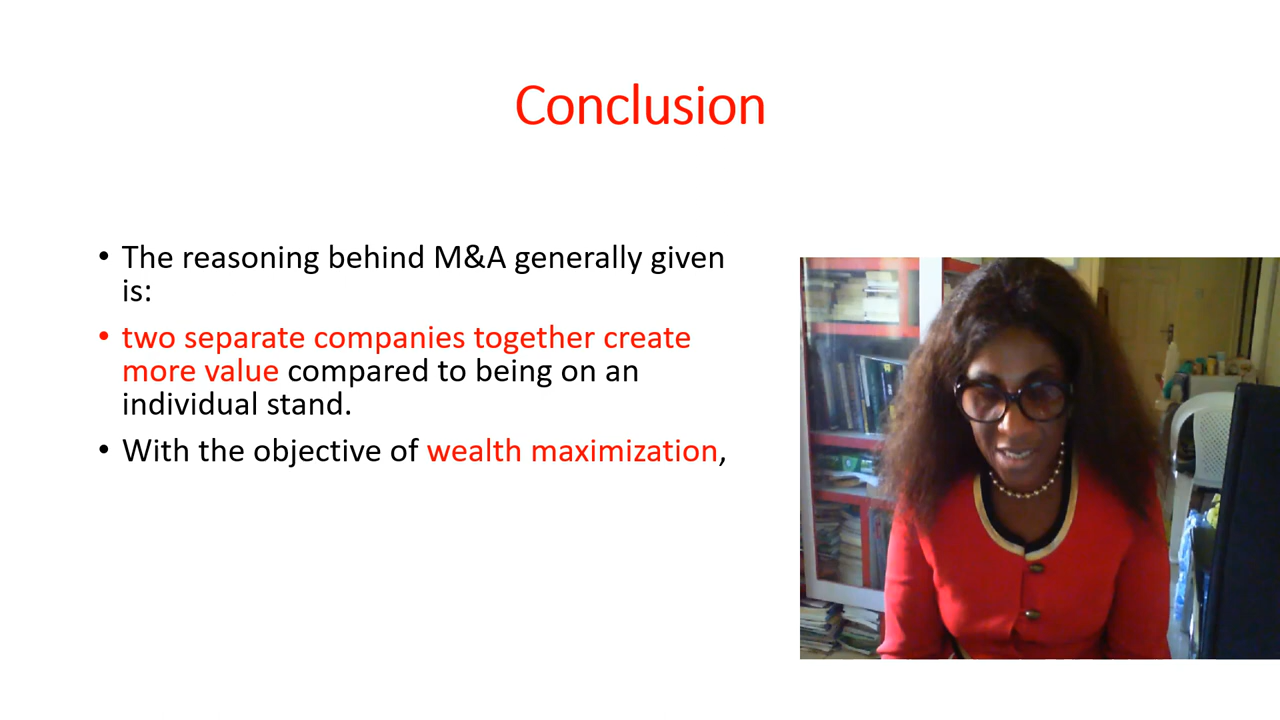 Conclusion
• The reasoning behind M&A generally given
is:
• two separate companies together create
more value compared to being on an
individual stand.
• With the objective of wealth maximization,